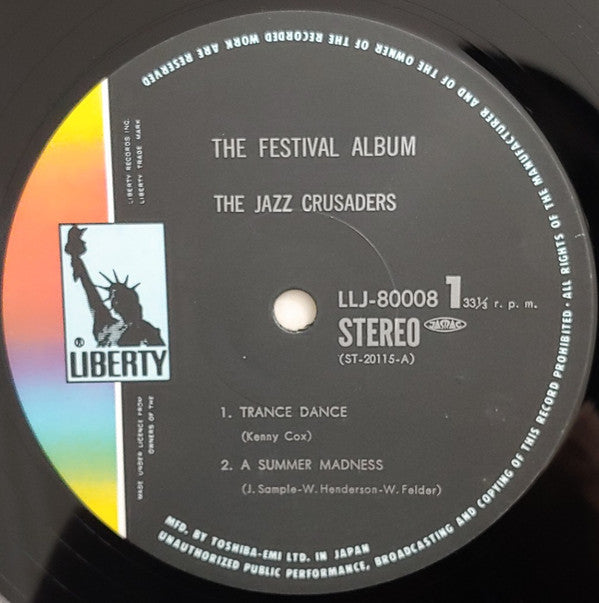 THE FESTIVAL ALBUM
THE JAZZ CRUSADERS
LLJ-80008 1 33⅓ r. p. m.
STEREO JASRAC
(ST-20115-A)
1. TRANCE DANCE
(Kenny Cox)
2. A SUMMER MADNESS
(J. Sample-W. Henderson-W. Felder)
® LIBERTY
LIBERTY RECORDS INC.
LIBERTY TRADE MARK
MADE UNDER LICENCE FROM
OWNERS OF THE
MFD. BY TOSHIBA-EMI LTD. IN JAPAN
UNAUTHORIZED PUBLIC PERFORMANCE, BROADCASTING AND COPYING OF THIS RECORD PROHIBITED · ALL RIGHTS OF THE MANUFACTURER AND OF THE OWNER OF THE RECORDED WORK ARE RESERVED